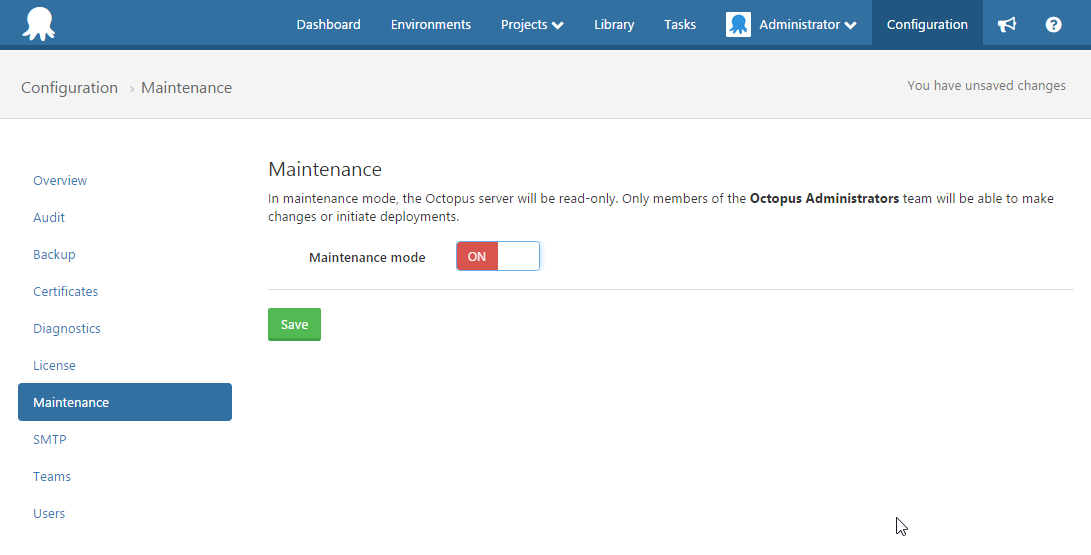 Dashboard Environments Projects Library Tasks Administrator Configuration
Configuration › Maintenance You have unsaved changes
Overview
Audit
Backup
Certificates
Diagnostics
License
Maintenance
SMTP
Teams
Users
Maintenance
In maintenance mode, the Octopus server will be read-only. Only members of the Octopus Administrators team will be able to make
changes or initiate deployments.
Maintenance mode ON
Save